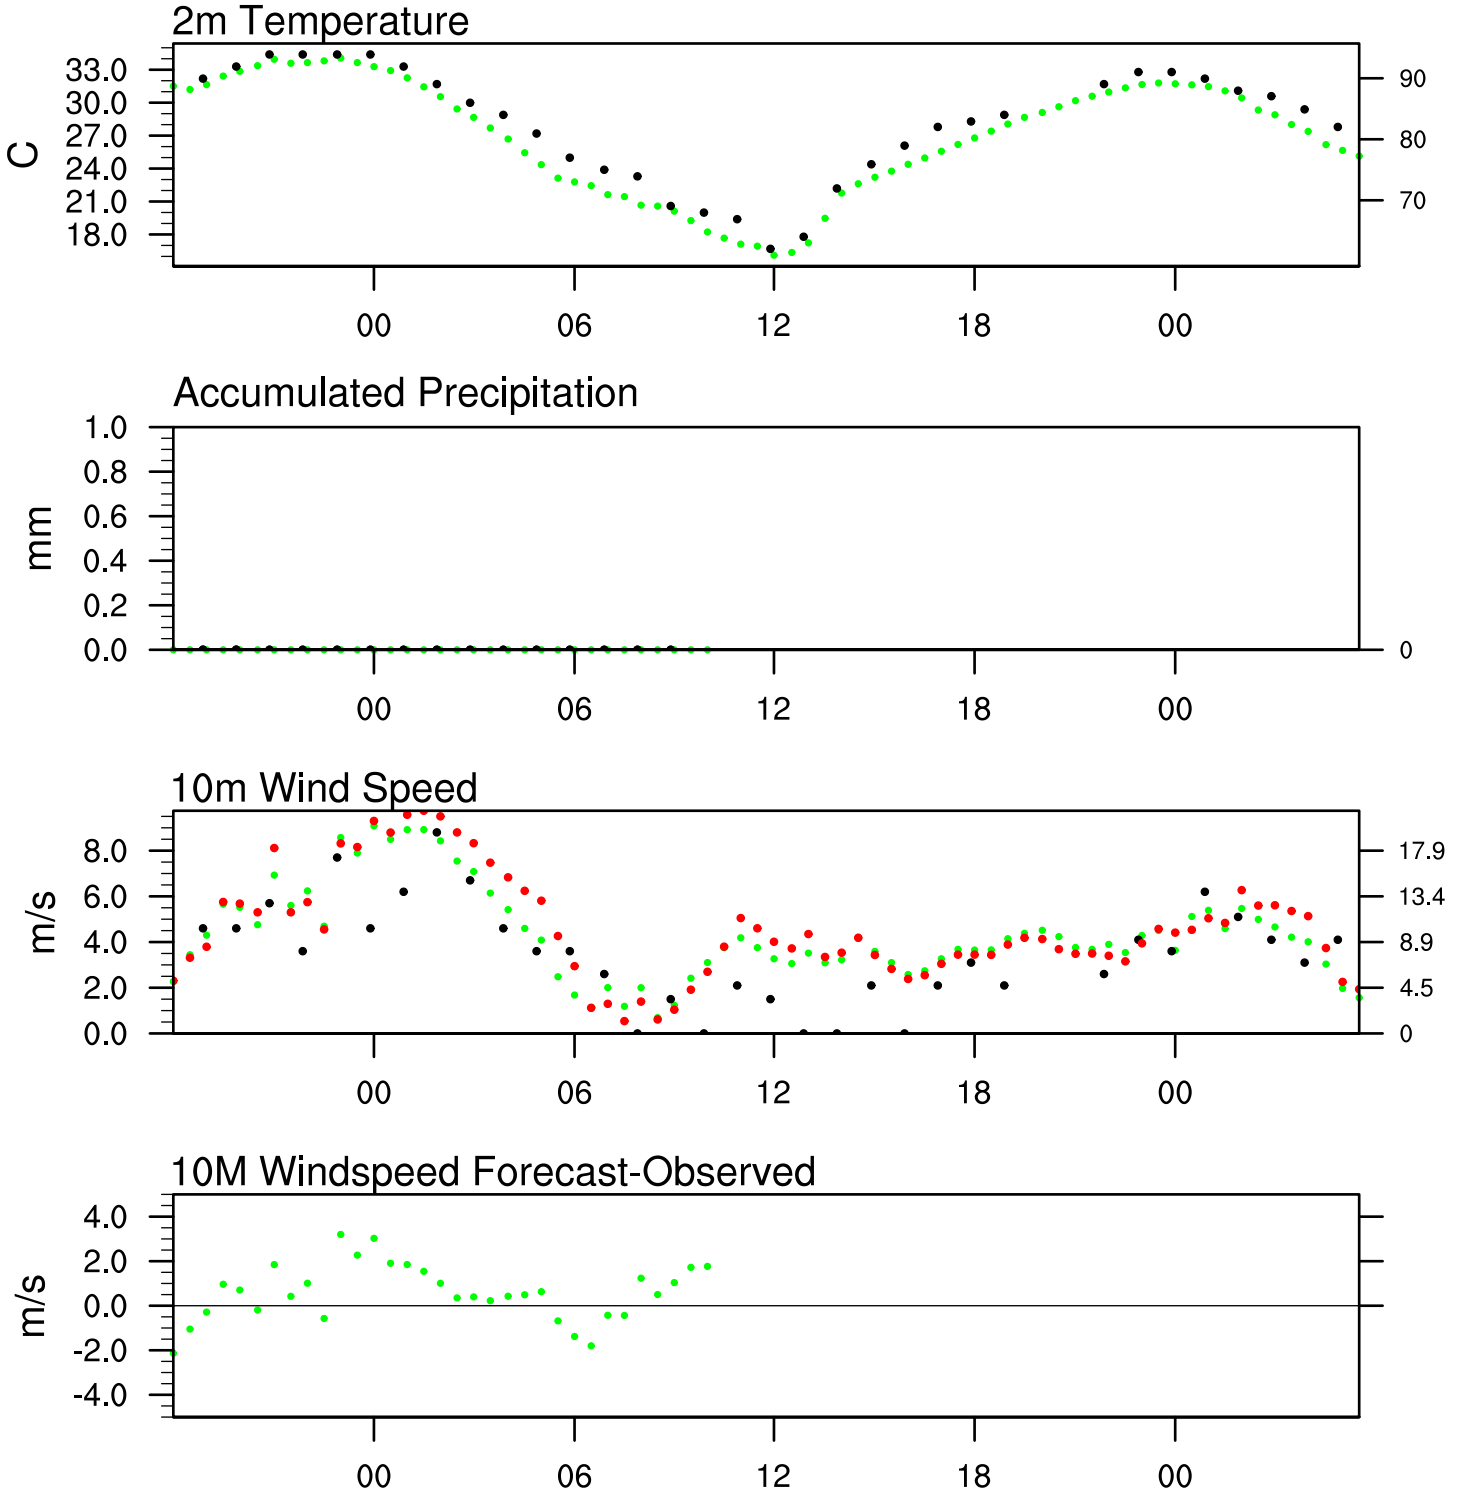 2m Temperature
33.0
30.0
27.0
24.0
21.0
18.0
C
90
80
70
00 06 12 18 00
Accumulated Precipitation
1.0
0.8
0.6
0.4
0.2
0.0
mm
0
00 06 12 18 00
10m Wind Speed
8.0
6.0
4.0
2.0
0.0
m/s
17.9
13.4
8.9
4.5
0
00 06 12 18 00
10M Windspeed Forecast-Observed
4.0
2.0
0.0
-2.0
-4.0
m/s
00 06 12 18 00